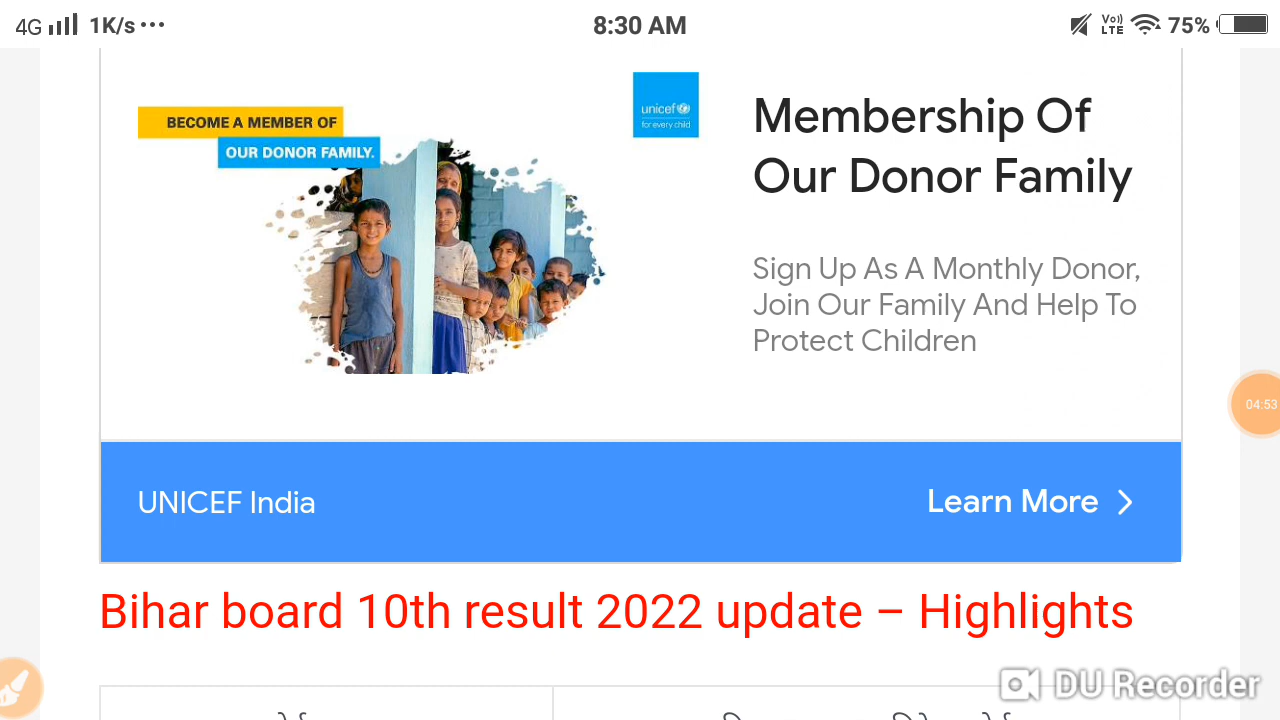 4G 1K/s... 8:30 AM Vo)) LTE 75%
BECOME A MEMBER OF
OUR DONOR FAMILY.
unicef
for every child
Membership Of
Our Donor Family
Sign Up As A Monthly Donor,
Join Our Family And Help To
Protect Children
04:53
UNICEF India
Learn More
Bihar board 10th result 2022 update – Highlights
DU Recorder